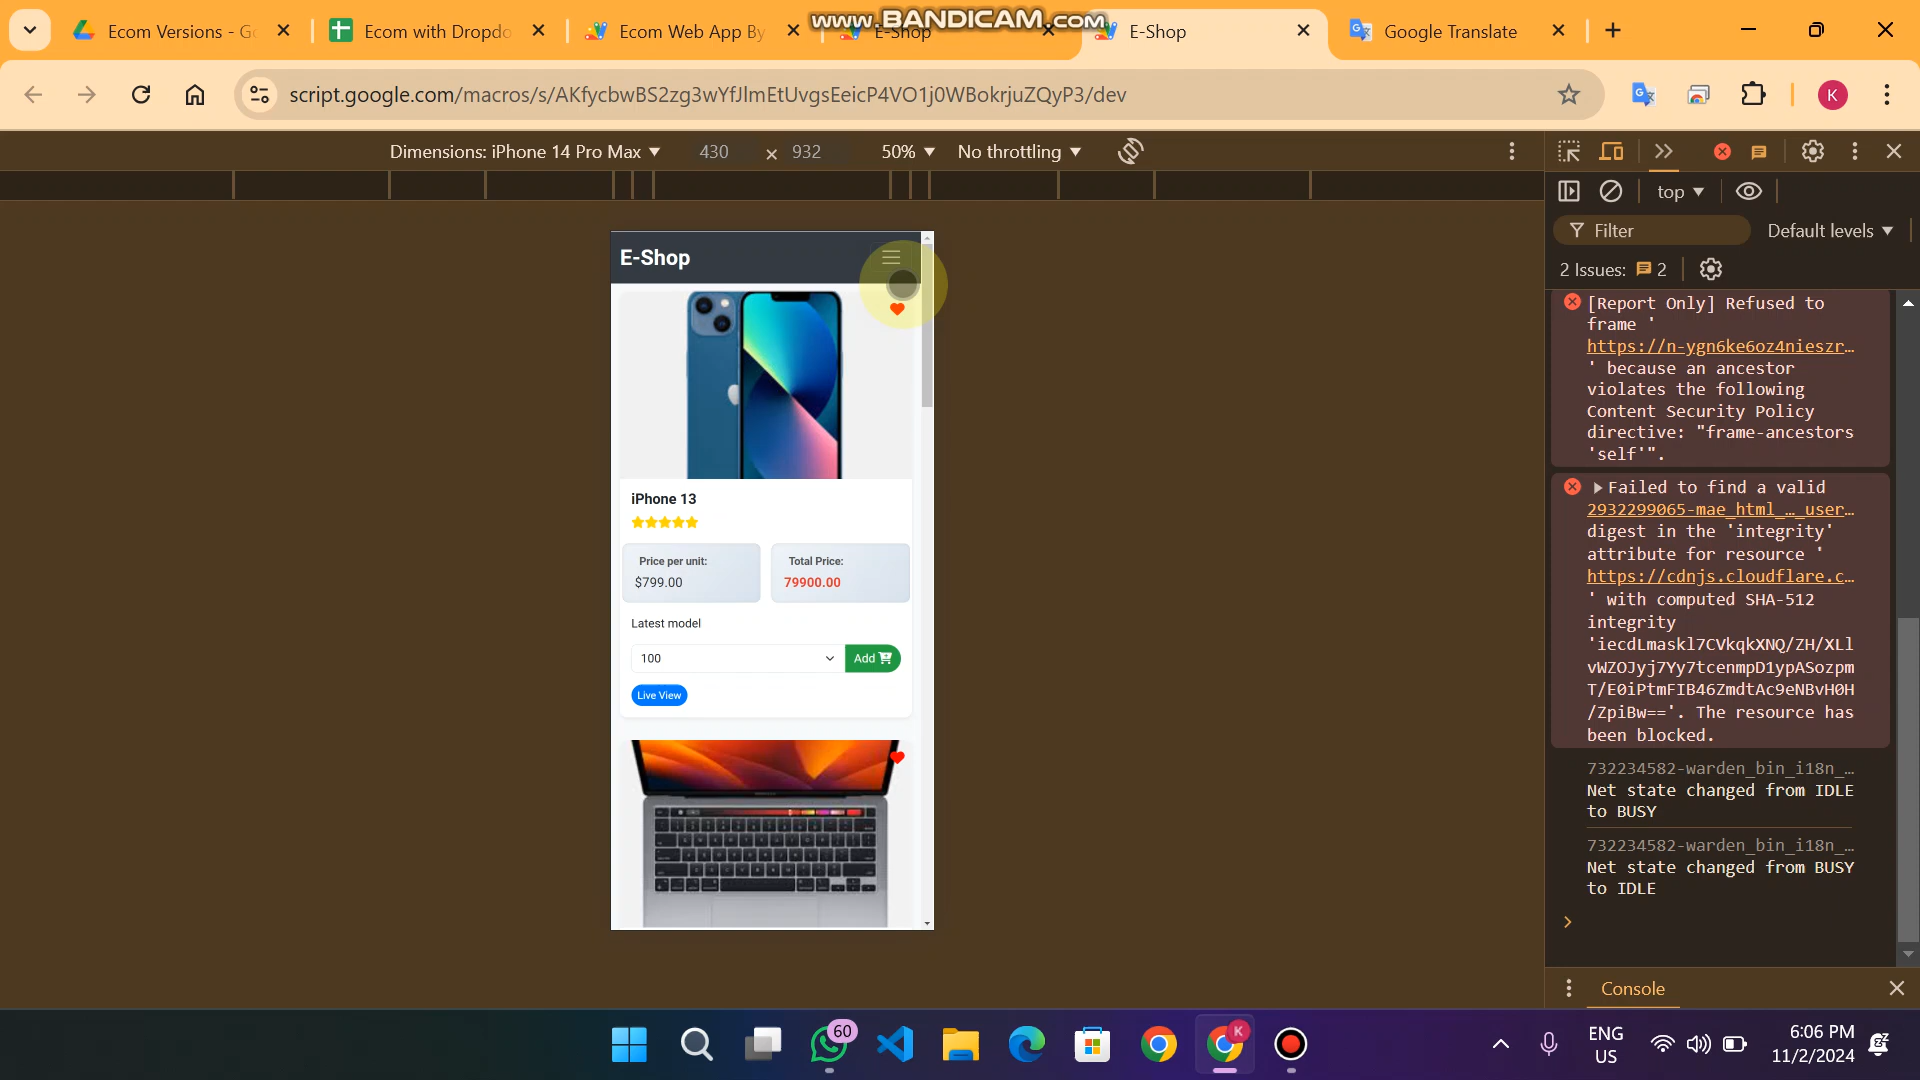 Ecom Versions - Go
Ecom with Dropdo
Ecom Web App By
E-Shop
E-Shop
Google Translate
www.BANDICAM.com
script.google.com/macros/s/AKfycbwBS2zg3wYfJlmEtUvgsEeicP4VO1j0WBokrjuZQyP3/dev
K
Dimensions: iPhone 14 Pro Max
430
×
932
50%
No throttling
top
Filter
Default levels
2 Issues:
2
E-Shop
iPhone 13
Price per unit:
$799.00
Total Price:
79900.00
Latest model
100
Add
Live View
[Report Only] Refused to
frame '
https://n-ygn6ke6oz4nieszr…
' because an ancestor
violates the following
Content Security Policy
directive: "frame-ancestors
'self'".
Failed to find a valid
2932299065-mae_html_…_user…
digest in the 'integrity'
attribute for resource '
https://cdnjs.cloudflare.c…
' with computed SHA-512
integrity
'iecdLmaskl7CVkqkXNQ/ZH/XLl
vWZOJyj7Yy7tcenmpD1ypASozpm
T/E0iPtmFIB46ZmdtAc9eNBvH0H
/ZpiBw=='. The resource has
been blocked.
732234582-warden_bin_i18n_…
Net state changed from IDLE
to BUSY
732234582-warden_bin_i18n_…
Net state changed from BUSY
to IDLE
Console
60
K
ENG
US
6:06 PM
11/2/2024